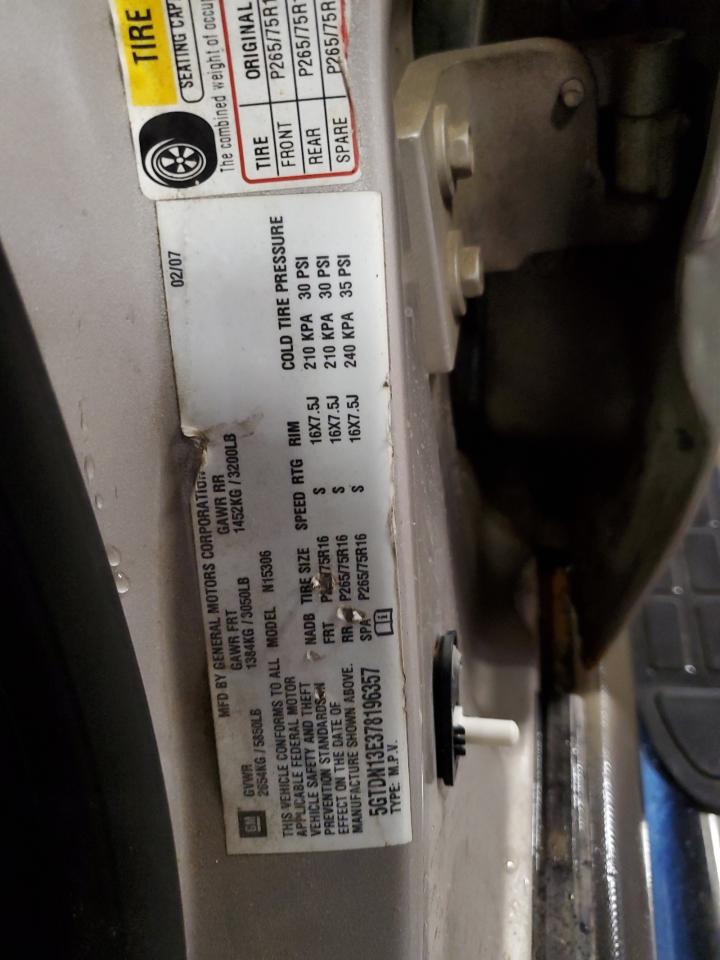 TIRE
SEATING CAP
The combined weight of occu
TIRE ORIGINAL
FRONT P265/75R1
REAR P265/75R1
SPARE P265/75R
02/07
MFD BY GENERAL MOTORS CORPORATION
GM GVWR GAWR FRT GAWR RR
2654KG / 5850LB 1384KG / 3050LB 1452KG / 3200LB
THIS VEHICLE CONFORMS TO ALL MODEL N15306
APPLICABLE FEDERAL MOTOR
VEHICLE SAFETY AND THEFT
PREVENTION STANDARDS IN
EFFECT ON THE DATE OF
MANUFACTURE SHOWN ABOVE.
5GTDN13E378196357
TYPE: M.P.V.
NADB TIRE SIZE SPEED RTG RIM COLD TIRE PRESSURE
FRT P265/75R16 S 16X7.5J 210 KPA 30 PSI
RR P265/75R16 S 16X7.5J 210 KPA 30 PSI
SPA P265/75R16 S 16X7.5J 240 KPA 35 PSI